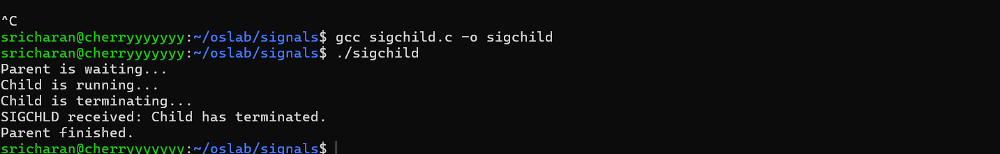 ^C
sricharan@cherryyyyyyy:~/oslab/signals$ gcc sigchild.c -o sigchild
sricharan@cherryyyyyyy:~/oslab/signals$ ./sigchild
Parent is waiting...
Child is running...
Child is terminating...
SIGCHLD received: Child has terminated.
Parent finished.
sricharan@cherryyyyyyy:~/oslab/signals$